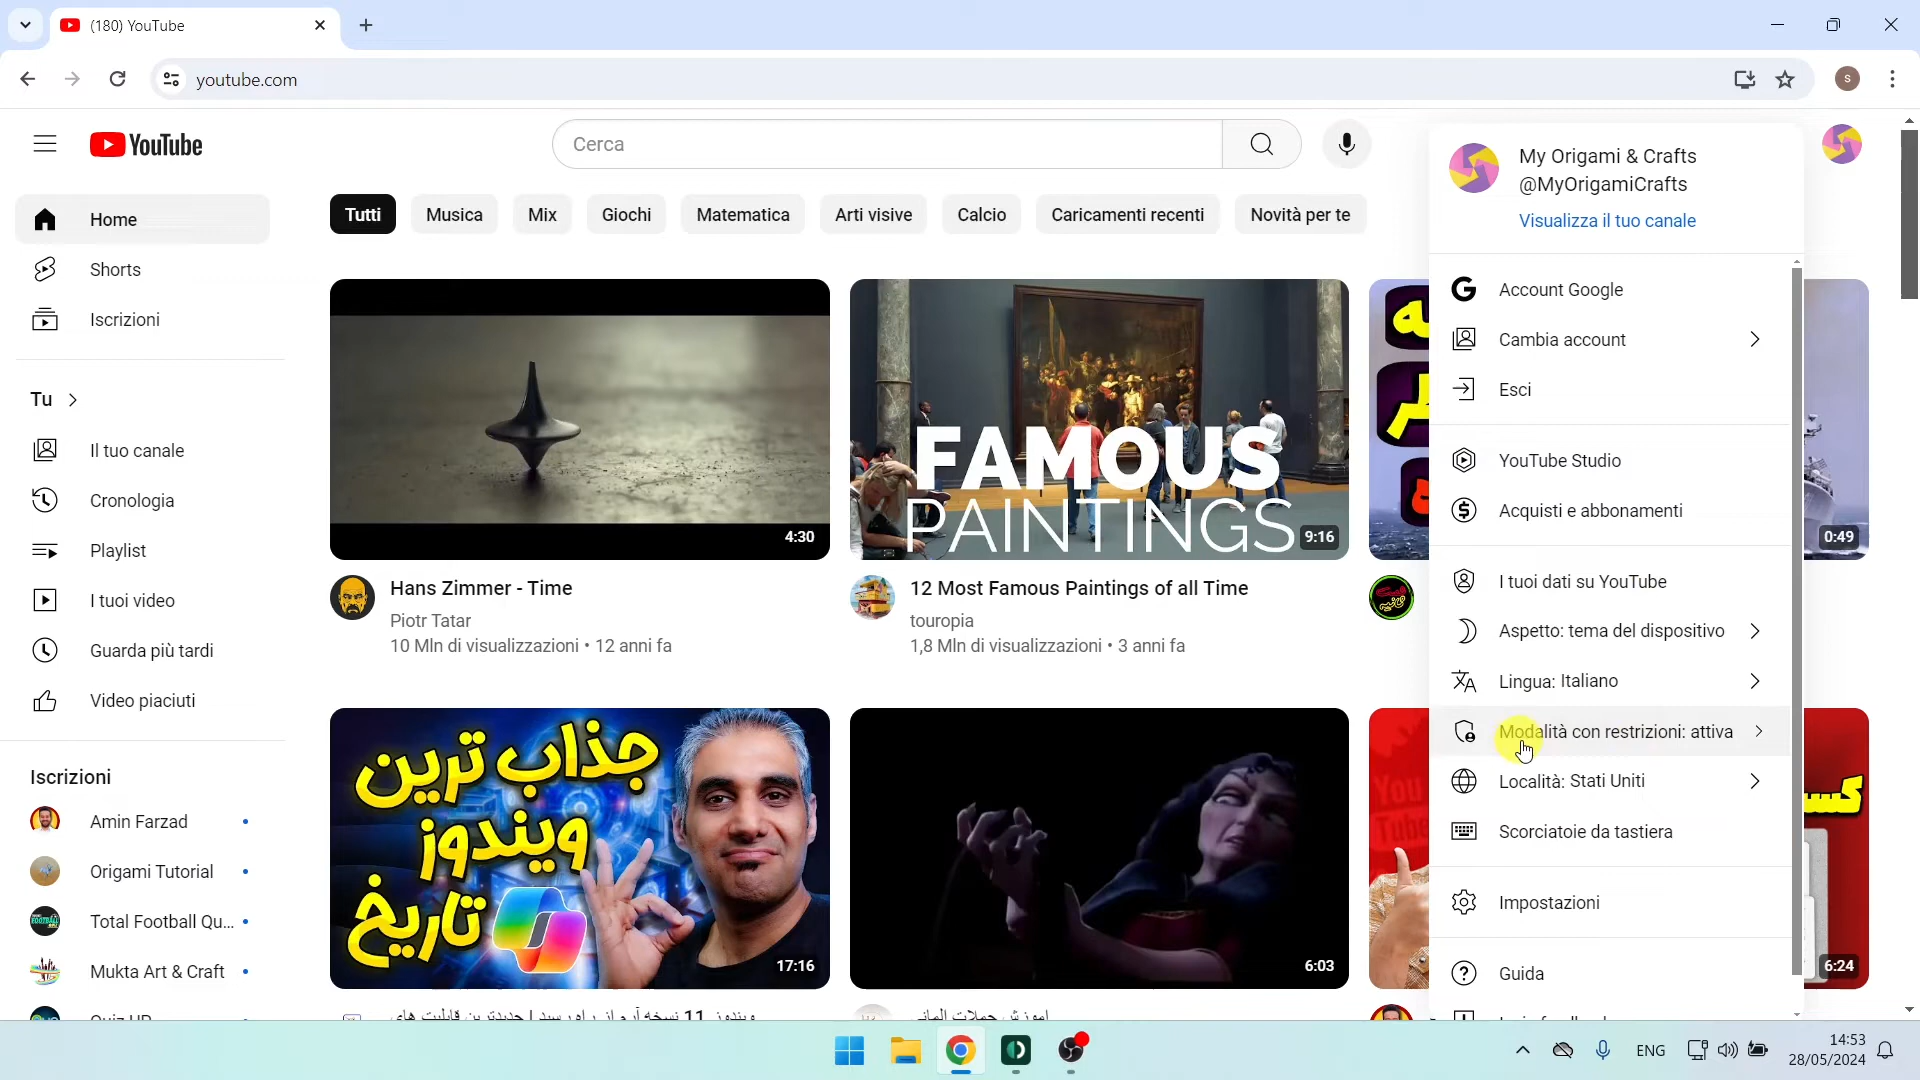 (180) YouTube
youtube.com
S
YouTube
Cerca
Home
Shorts
Iscrizioni
Tu
Il tuo canale
Cronologia
Playlist
I tuoi video
Guarda più tardi
Video piaciuti
Iscrizioni
Amin Farzad
Origami Tutorial
Total Football Qu...
Mukta Art & Craft
Tutti
Musica
Mix
Giochi
Matematica
Arti visive
Calcio
Caricamenti recenti
Novità per te
4:30
Hans Zimmer - Time
Piotr Tatar
10 Mln di visualizzazioni • 12 anni fa
FAMOUS
PAINTINGS
9:16
12 Most Famous Paintings of all Time
touropia
1,8 Mln di visualizzazioni • 3 anni fa
0:49
جذاب ترین
ویندوز
تاریخ
17:16
6:03
6:24
My Origami & Crafts
@MyOrigamiCrafts
Visualizza il tuo canale
Account Google
Cambia account
Esci
YouTube Studio
Acquisti e abbonamenti
I tuoi dati su YouTube
Aspetto: tema del dispositivo
Lingua: Italiano
Modalità con restrizioni: attiva
Località: Stati Uniti
Scorciatoie da tastiera
Impostazioni
Guida
ENG
14:53
28/05/2024